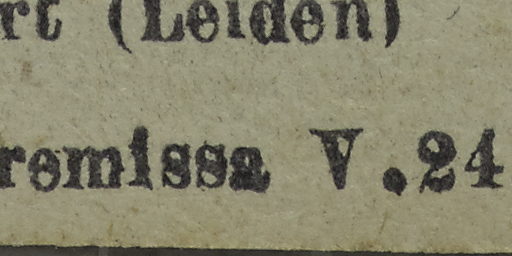 rt (Leiden)
remissa V.24